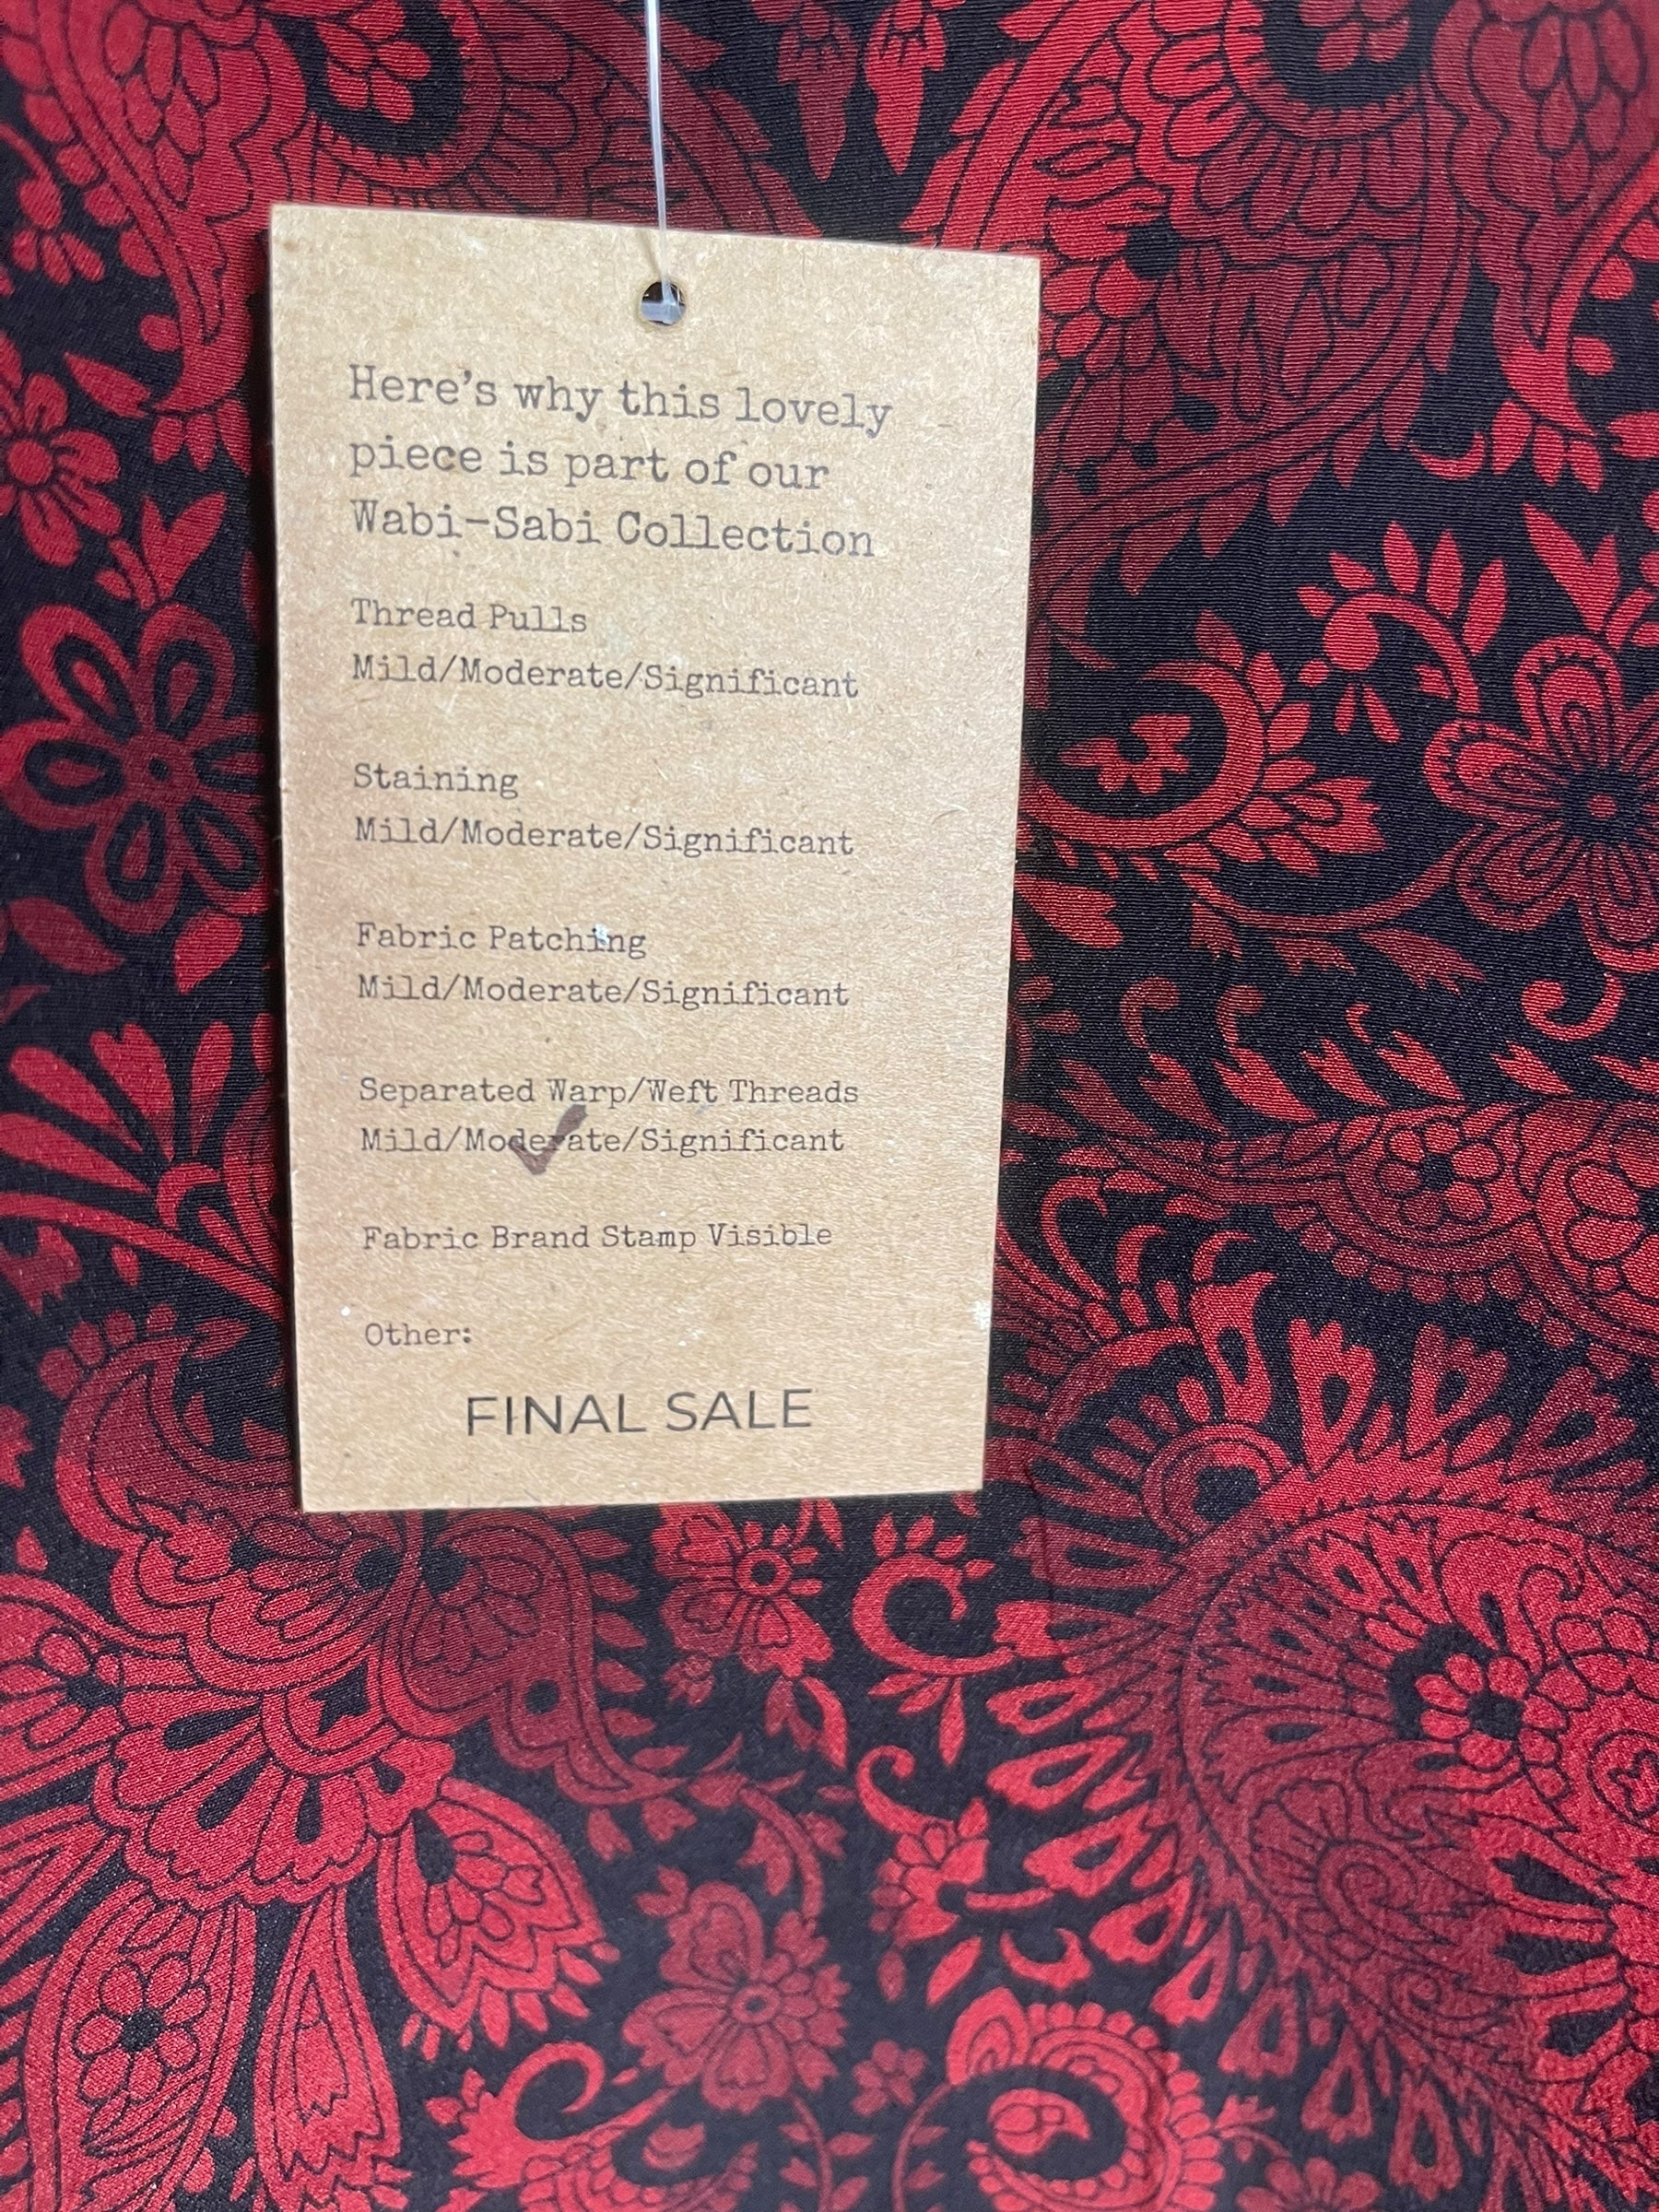 Here's why this lovely
piece is part of our
Wabi-Sabi Collection
Thread Pulls
Mild/Moderate/Significant
Staining
Mild/Moderate/Significant
Fabric Patching
Mild/Moderate/Significant
Separated Warp/Weft Threads
Mild/Moderate/Significant
Fabric Brand Stamp Visible
Other:
FINAL SALE